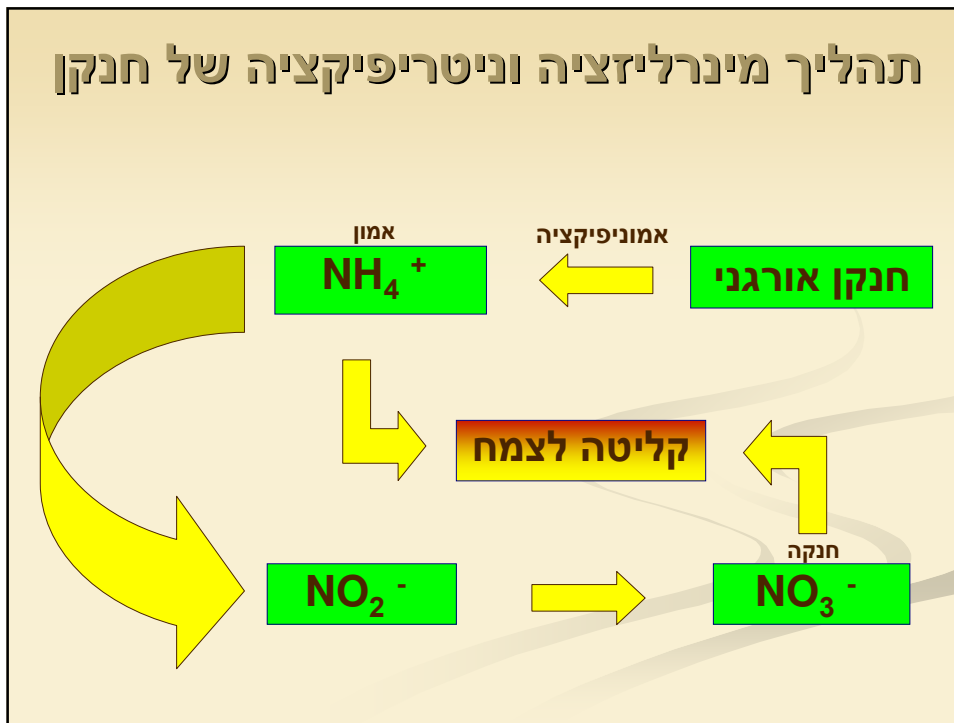 תהליך מינרליזציה וניטריפיקציה של חנקן
חנקן אורגני
אמוניפיקציה
אמון
NH₄ ⁺
קליטה לצמח
NO₂ ⁻
חנקה
NO₃ ⁻